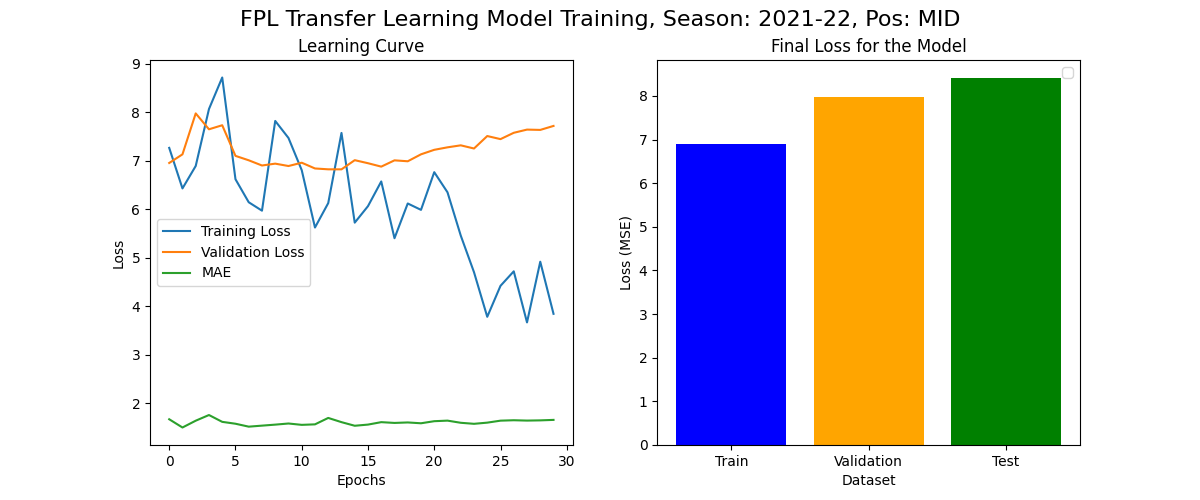 FPL Transfer Learning Model Training, Season: 2021-22, Pos: MID
Learning Curve
9
8
7
6
5
4
3
2
Loss
Training Loss
Validation Loss
MAE
0
5
10
15
20
25
30
Epochs
Final Loss for the Model
8
7
6
5
4
3
2
1
0
Loss (MSE)
Train
Validation
Test
Dataset